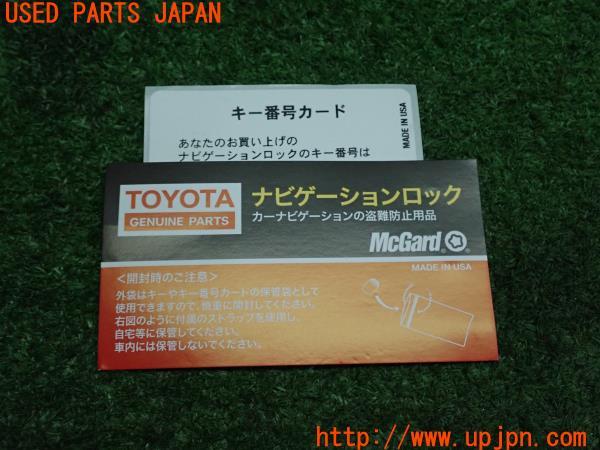 USED PARTS JAPAN
キー番号カード
あなたのお買い上げの
ナビゲーションロックのキー番号は
MADE IN USA
TOYOTA
GENUINE PARTS
ナビゲーションロック
カーナビゲーションの盗難防止用品
McGard
MADE IN USA
＜開封時のご注意＞
外袋はキーやキー番号カードの保管袋として
使用できますので、慎重に開封してください。
右図のように付属のストラップを使用し、
自宅等に保管してください。
車内には保管しないでください。
http://www.upjpn.com